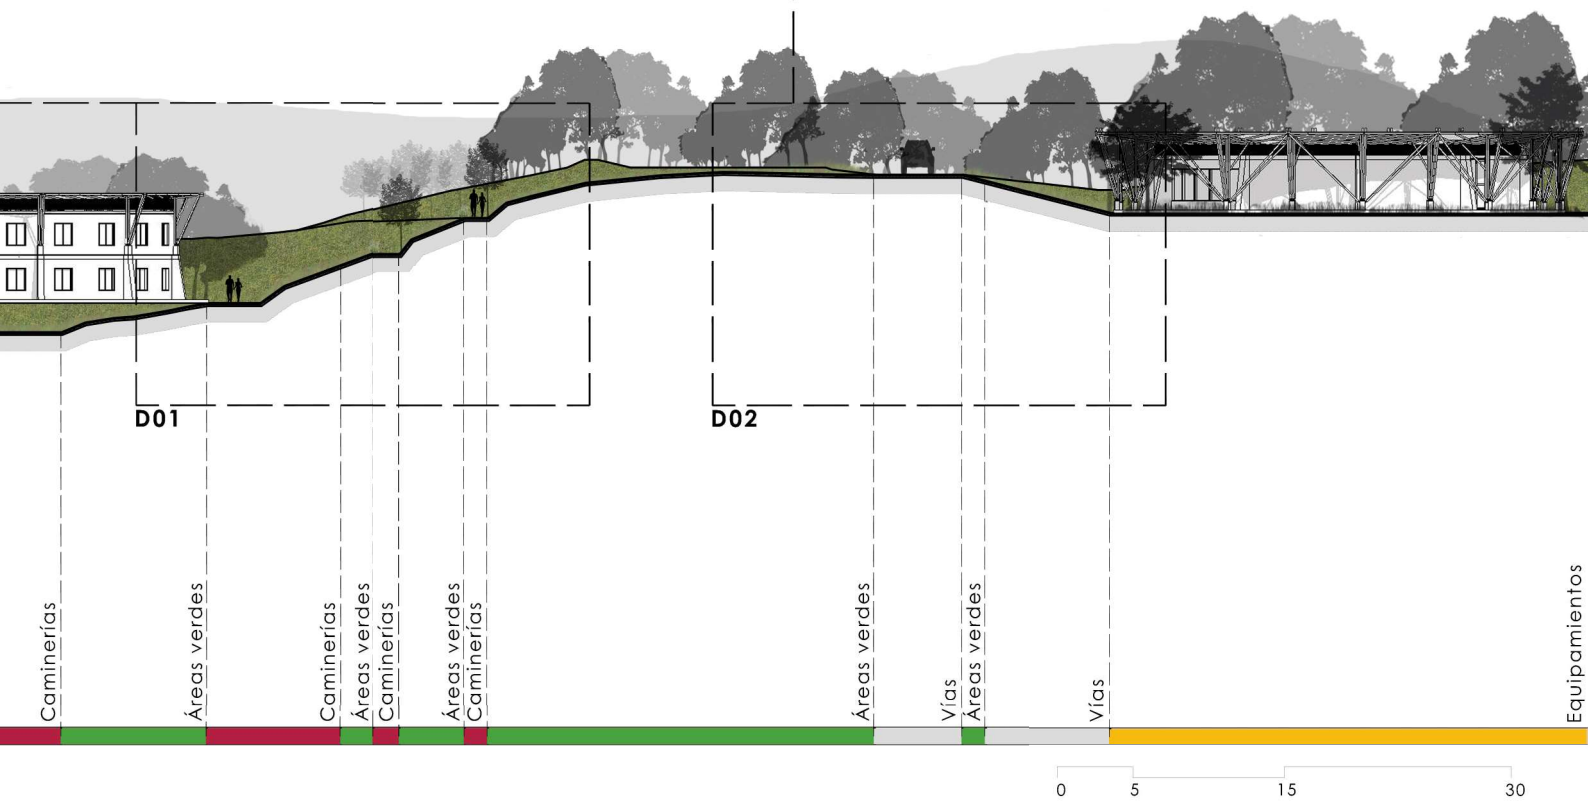 D01
D02
Caminerías
Áreas verdes
Caminerías
Áreas verdes
Caminerías
Áreas verdes
Caminerías
Áreas verdes
Vías
Áreas verdes
Vías
Equipamientos
0 5 15 30